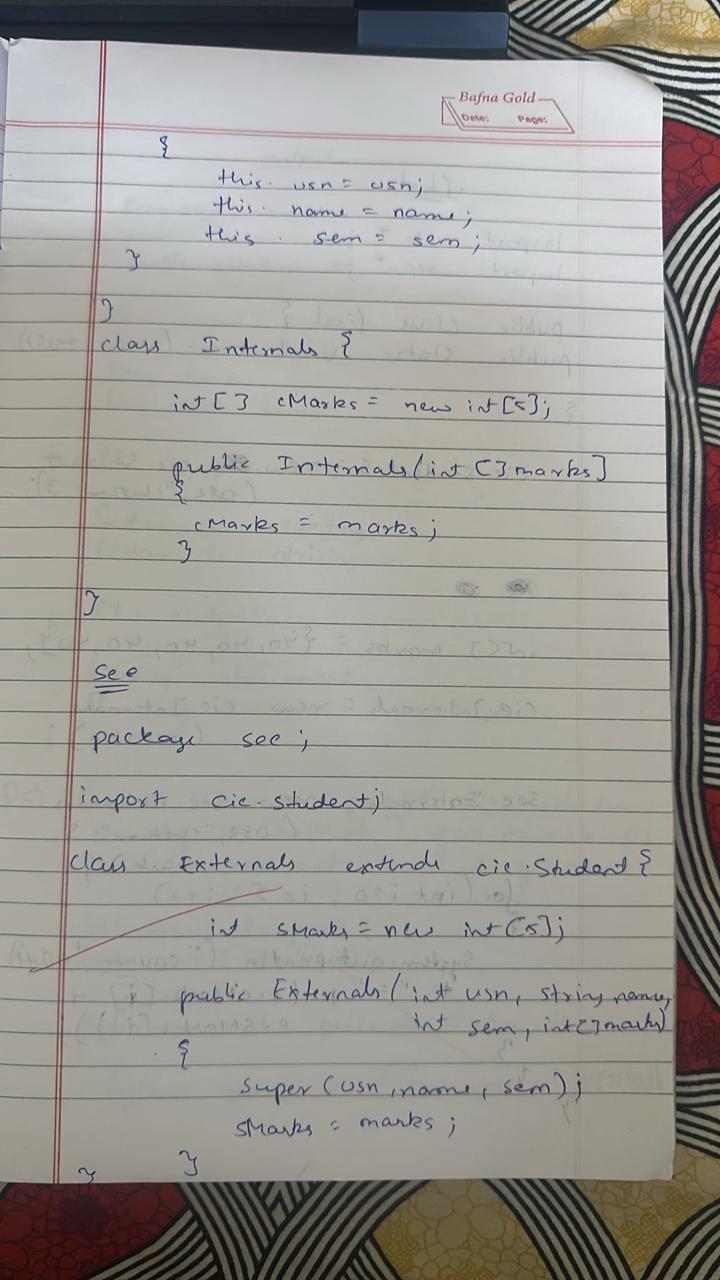 Bafna Gold
Date: Page:
{
this. usn = usn;
this. name = name;
this. sem = sem;
}
}
class Internals {
int [ ] cMarks = new int [5];
public Internals (int [ ] marks]
{
cMarks = marks;
}
}
See
package see ;
import cie. Student;
class Externals extends cie . Student {
int sMarks = new int [5];
public Externals ( int usn, string name,
int sem, int [ ] marks)
{
super (usn, name, sem);
sMarks = marks ;
}
}